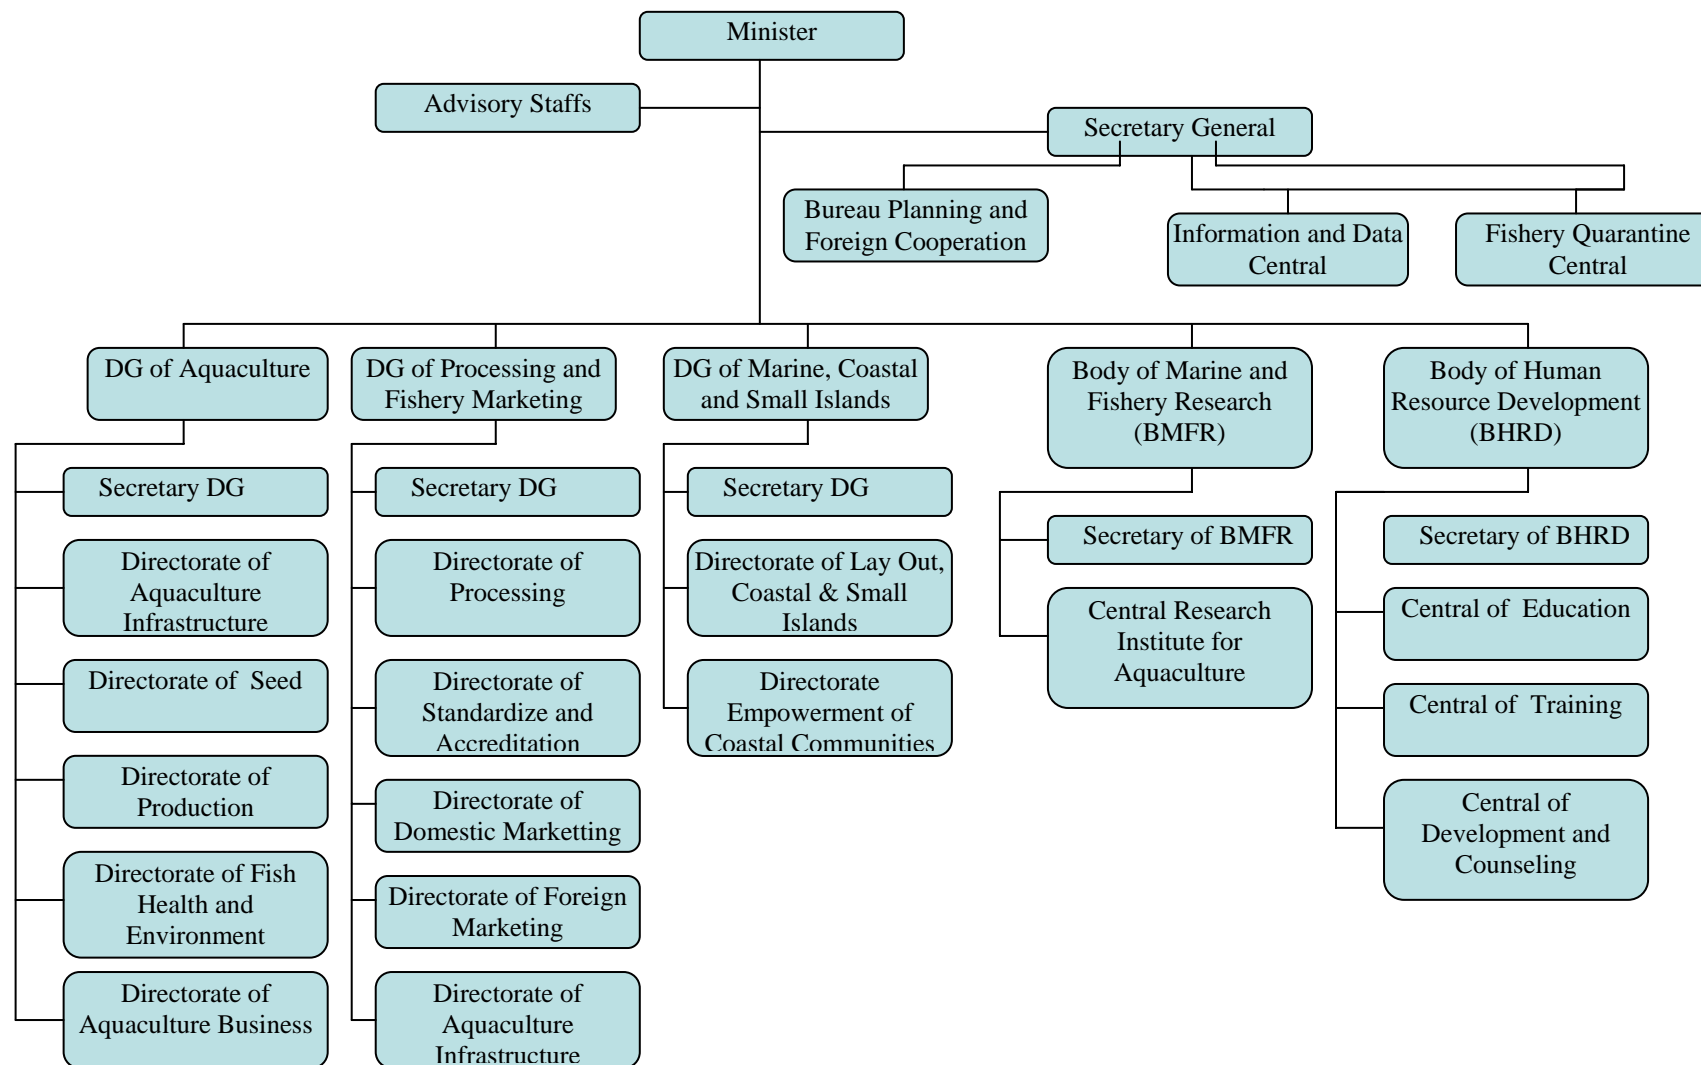 Minister
Advisory Staffs
Secretary General
Bureau Planning and
Foreign Cooperation
Information and Data
Central
Fishery Quarantine
Central
DG of Aquaculture
DG of Processing and
Fishery Marketing
DG of Marine, Coastal
and Small Islands
Body of Marine and
Fishery Research
(BMFR)
Body of Human
Resource Development
(BHRD)
Secretary DG
Directorate of
Aquaculture
Infrastructure
Directorate of  Seed
Directorate of
Production
Directorate of Fish
Health and
Environment
Directorate of
Aquaculture Business
Secretary DG
Directorate of
Processing
Directorate of
Standardize and
Accreditation
Directorate of
Domestic Marketting
Directorate of Foreign
Marketing
Directorate of
Aquaculture
Infrastructure
Secretary DG
Directorate of Lay Out,
Coastal & Small
Islands
Directorate
Empowerment of
Coastal Communities
Secretary of BMFR
Central Research
Institute for
Aquaculture
Secretary of BHRD
Central of  Education
Central of  Training
Central of
Development and
Counseling